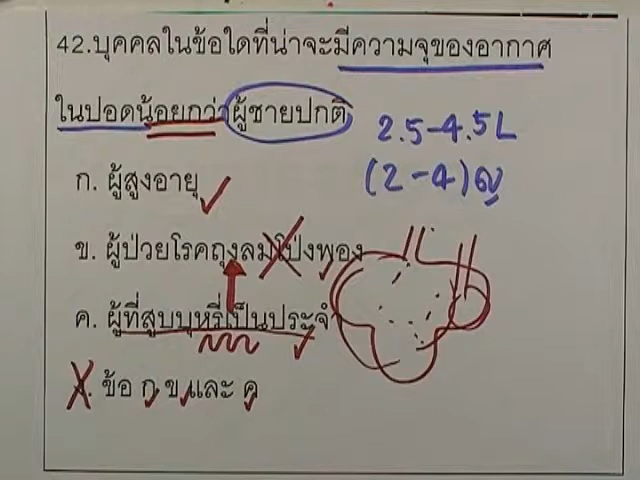 42.บุคคลในข้อใดที่น่าจะมีความจุของอากาศ
ในปอดน้อยกว่าผู้ชายปกติ
2.5-4.5L
ก. ผู้สูงอายุ
(2-4)ญ
ข. ผู้ป่วยโรคถุงลมโป่งพอง
ค. ผู้ที่สูบบุหรี่เป็นประจำ
ข้อ ก ข และ ค